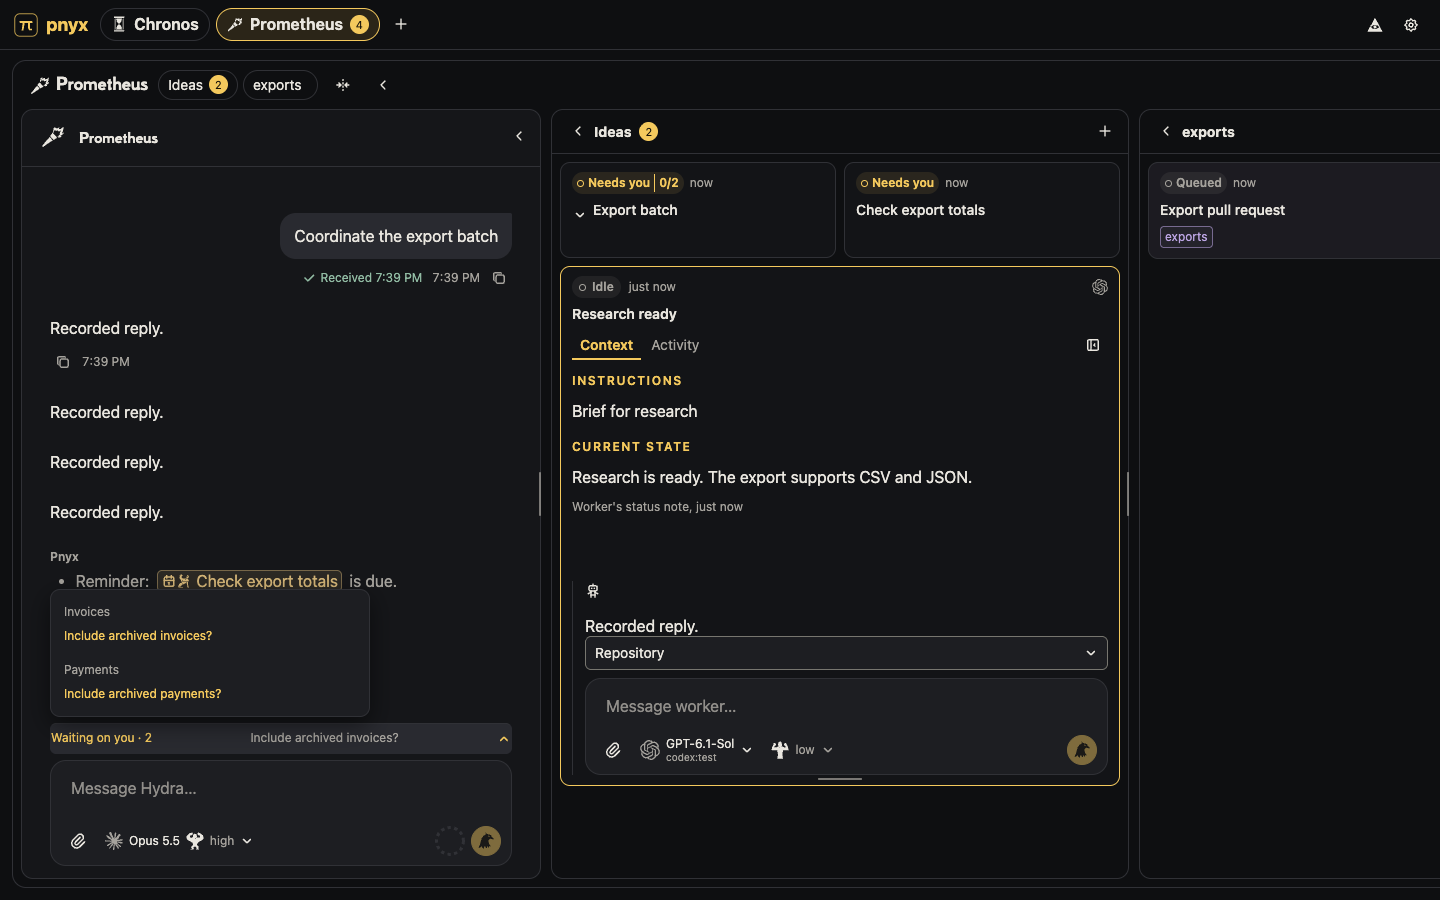 π pnyx Chronos Prometheus 4 +
Prometheus Ideas 2 exports
Prometheus
Coordinate the export batch
Received 7:39 PM 7:39 PM
Recorded reply.
7:39 PM
Recorded reply.
Recorded reply.
Recorded reply.
Pnyx
• Reminder: Check export totals is due.
Invoices
Include archived invoices?
Payments
Include archived payments?
Waiting on you · 2 Include archived invoices?
Message Hydra...
Opus 5.5 high
Ideas 2 +
Needs you 0/2 now
Export batch
Needs you now
Check export totals
Idle just now
Research ready
Context Activity
INSTRUCTIONS
Brief for research
CURRENT STATE
Research is ready. The export supports CSV and JSON.
Worker's status note, just now
Recorded reply.
Repository
Message worker...
GPT-6.1-Sol
codex:test
low
exports
Queued now
Export pull request
exports